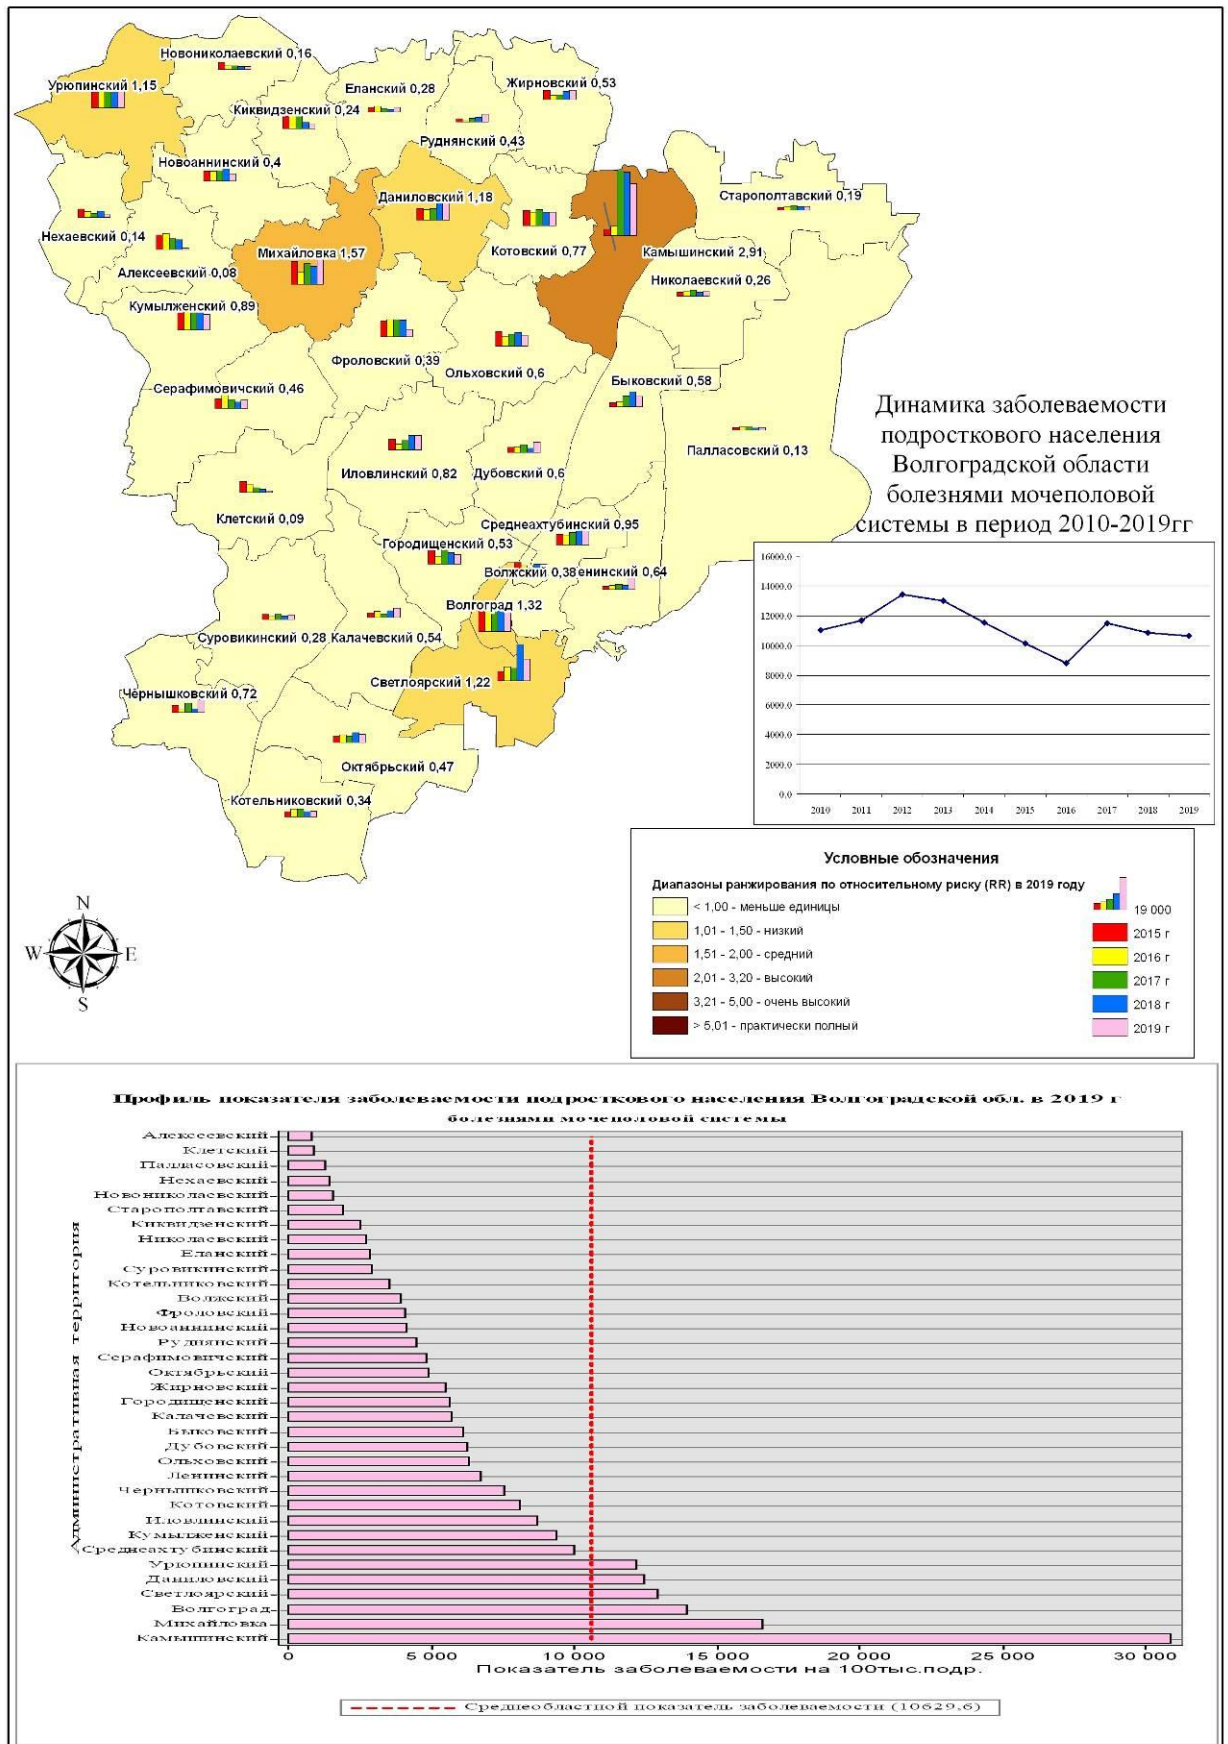 Новониколаевский 0,16
Урюпинский 1,15
Еланский 0,28
Жирновский 0,53
Киквидзенский 0,24
Руднянский 0,43
Новоаннинский 0,4
Даниловский 1,18
Старополтавский 0,19
Нехаевский 0,14
Михайловка 1,57
Котовский 0,77
Камышинский 2,91
Алексеевский 0,08
Николаевский 0,26
Кумылженский 0,89
Фроловский 0,39
Ольховский 0,6
Быковский 0,58
Серафимовичский 0,46
Палласовский 0,13
Иловлинский 0,82
Дубовский 0,6
Клетский 0,09
Среднеахтубинский 0,95
Городищенский 0,53
Волжский 0,38
енинский 0,64
Волгоград 1,32
Суровикинский 0,28
Калачевский 0,54
Светлоярский 1,22
Чернышковский 0,72
Октябрьский 0,47
Котельниковский 0,34
Динамика заболеваемости
подросткового населения
Волгоградской области
болезнями мочеполовой
системы в период 2010-2019гг
16000.0
14000.0
12000.0
10000.0
8000.0
6000.0
4000.0
2000.0
0.0
2010 2011 2012 2013 2014 2015 2016 2017 2018 2019
Условные обозначения
Диапазоны ранжирования по относительному риску (RR) в 2019 году
< 1,00 - меньше единицы
1,01 - 1,50 - низкий
1,51 - 2,00 - средний
2,01 - 3,20 - высокий
3,21 - 5,00 - очень высокий
> 5,01 - практически полный
19 000
2015 г
2016 г
2017 г
2018 г
2019 г
N
W E
S
Профиль показателя заболеваемости подросткового населения Волгоградской обл. в 2019 г
болезнями мочеполовой системы
Административная территория
Алексеевский
Клетский
Палласовский
Нехаевский
Новониколаевский
Старополтавский
Киквидзенский
Николаевский
Еланский
Суровикинский
Котельниковский
Волжский
Фроловский
Новоаннинский
Руднянский
Серафимовичский
Октябрьский
Жирновский
Городищенский
Калачевский
Быковский
Дубовский
Ольховский
Ленинский
Чернышковский
Котовский
Иловлинский
Кумылженский
Среднеахтубинский
Урюпинский
Даниловский
Светлоярский
Волгоград
Михайловка
Камышинский
0 5 000 10 000 15 000 20 000 25 000 30 000
Показатель заболеваемости на 100тыс.подр.
Среднеобластной показатель заболеваемости (10629,6)